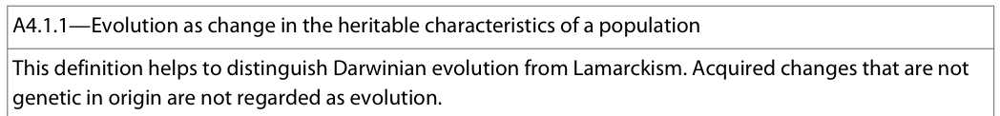 A4.1.1—Evolution as change in the heritable characteristics of a population
This definition helps to distinguish Darwinian evolution from Lamarckism. Acquired changes that are not
genetic in origin are not regarded as evolution.